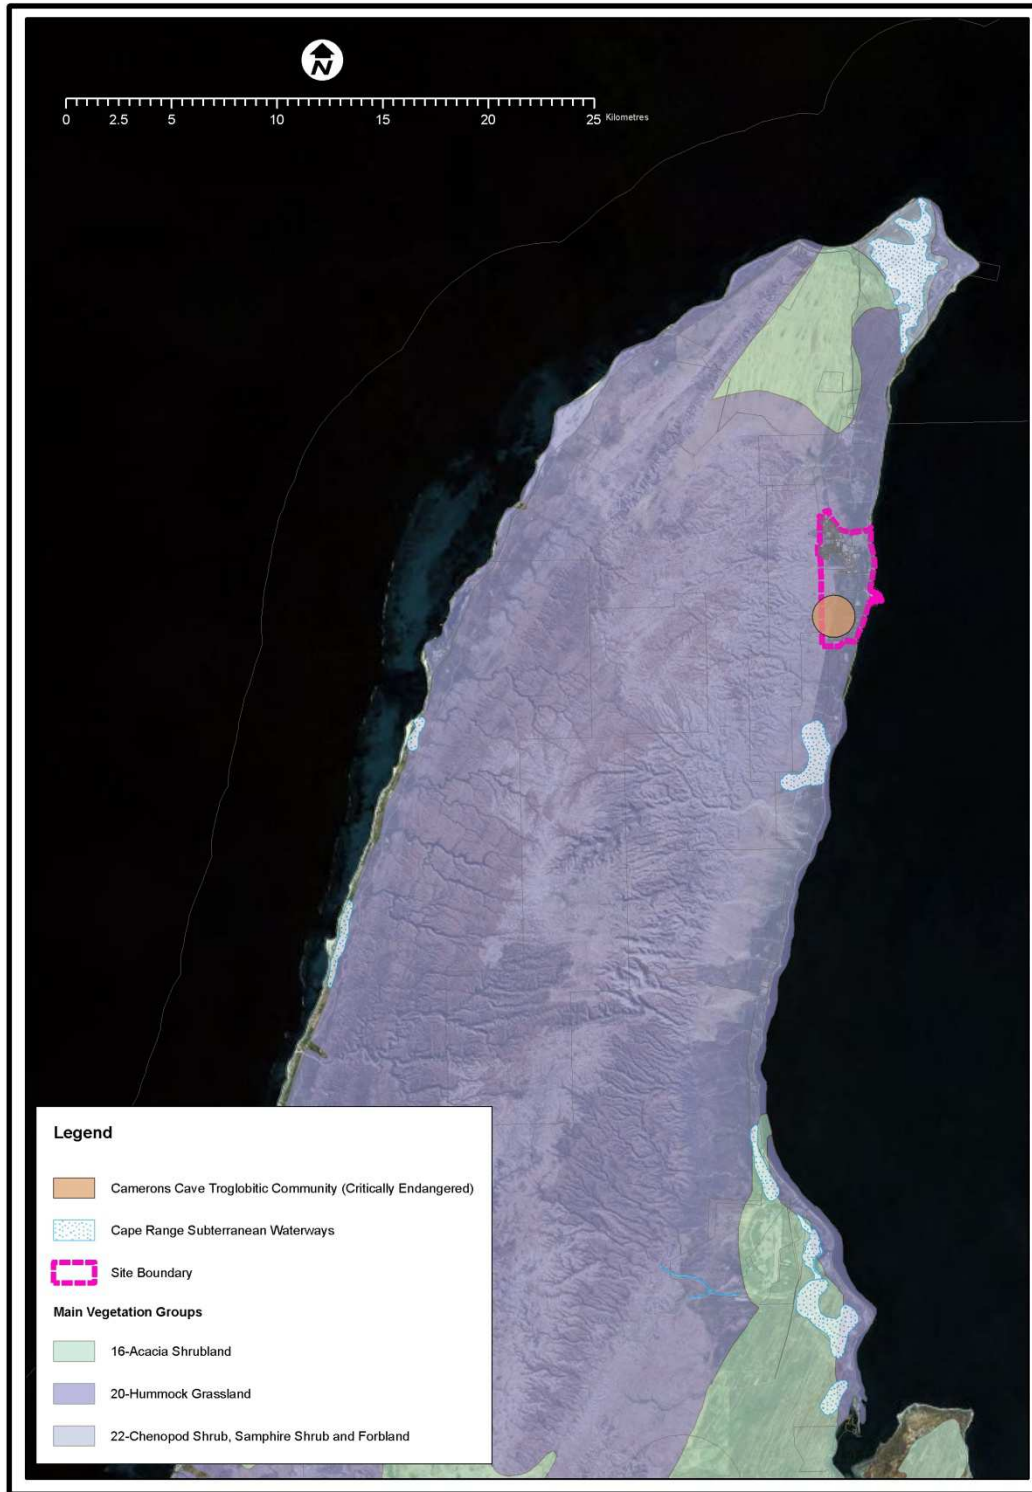 N
0 2.5 5 10 15 20 25 Kilometres
Legend
Camerons Cave Troglobitic Community (Critically Endangered)
Cape Range Subterranean Waterways
Site Boundary
Main Vegetation Groups
16-Acacia Shrubland
20-Hummock Grassland
22-Chenopod Shrub, Samphire Shrub and Forbland